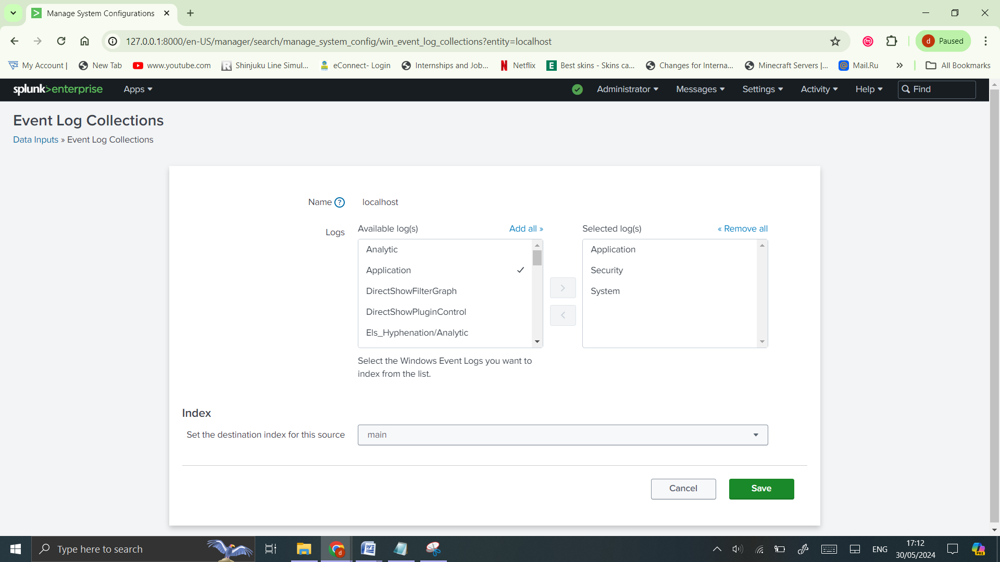 Manage System Configurations
127.0.0.1:8000/en-US/manager/search/manage_system_config/win_event_log_collections?entity=localhost
d Paused
My Account | New Tab www.youtube.com Shinjuku Line Simul... eConnect- Login Internships and Job... Netflix Best skins - Skins ca... Changes for Interna... Minecraft Servers |... Mail.Ru » All Bookmarks
splunk>enterprise Apps Administrator Messages Settings Activity Help Find
Event Log Collections
Data Inputs » Event Log Collections
Name ? localhost
Logs Available log(s) Add all » Selected log(s) « Remove all
Analytic
Application
DirectShowFilterGraph
DirectShowPluginControl
Els_Hyphenation/Analytic
Application
Security
System
Select the Windows Event Logs you want to
index from the list.
Index
Set the destination index for this source main
Cancel Save
Type here to search
ENG
17:12
30/05/2024
PRE